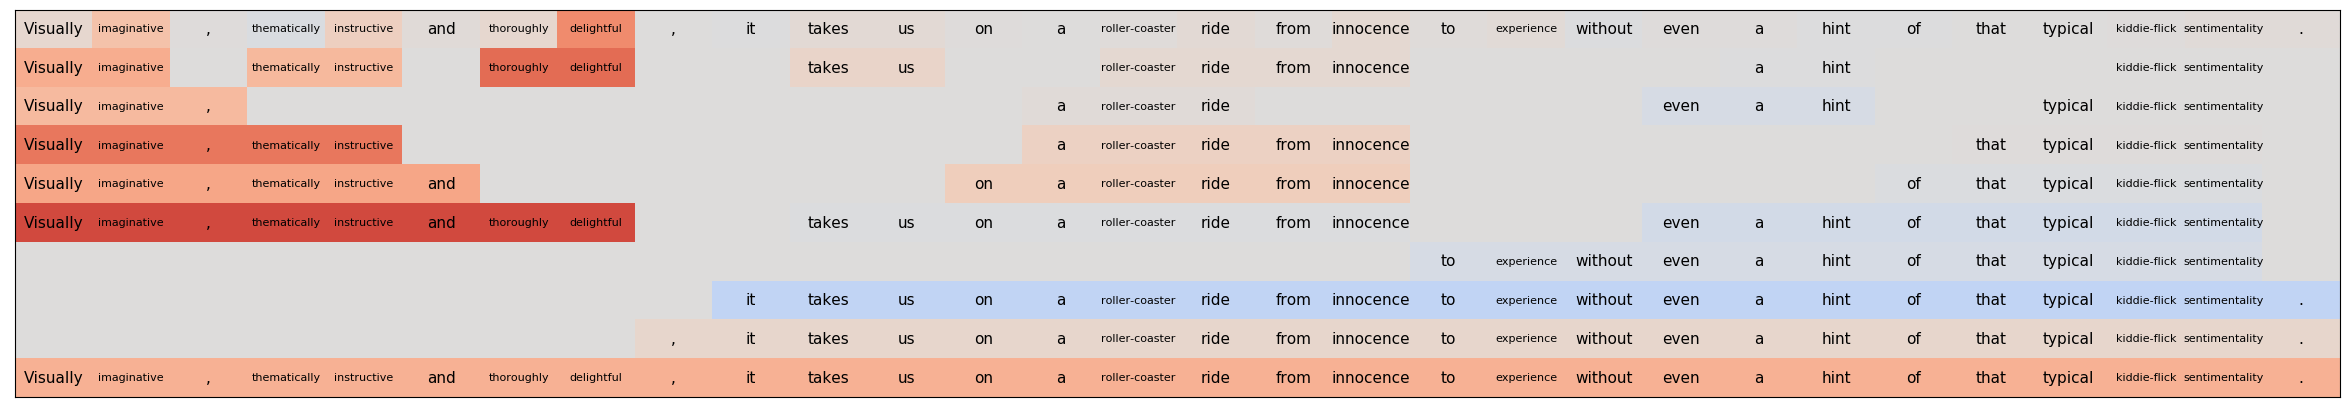 Visually imaginative , thematically instructive and thoroughly delightful , it takes us on a roller-coaster ride from innocence to experience without even a hint of that typical kiddie-flick sentimentality .
Visually imaginative thematically instructive thoroughly delightful takes us roller-coaster ride from innocence a hint kiddie-flick sentimentality
Visually imaginative , a roller-coaster ride even a hint typical kiddie-flick sentimentality
Visually imaginative , thematically instructive a roller-coaster ride from innocence that typical kiddie-flick sentimentality
Visually imaginative , thematically instructive and on a roller-coaster ride from innocence of that typical kiddie-flick sentimentality
Visually imaginative , thematically instructive and thoroughly delightful takes us on a roller-coaster ride from innocence even a hint of that typical kiddie-flick sentimentality
to experience without even a hint of that typical kiddie-flick sentimentality
it takes us on a roller-coaster ride from innocence to experience without even a hint of that typical kiddie-flick sentimentality .
, it takes us on a roller-coaster ride from innocence to experience without even a hint of that typical kiddie-flick sentimentality .
Visually imaginative , thematically instructive and thoroughly delightful , it takes us on a roller-coaster ride from innocence to experience without even a hint of that typical kiddie-flick sentimentality .